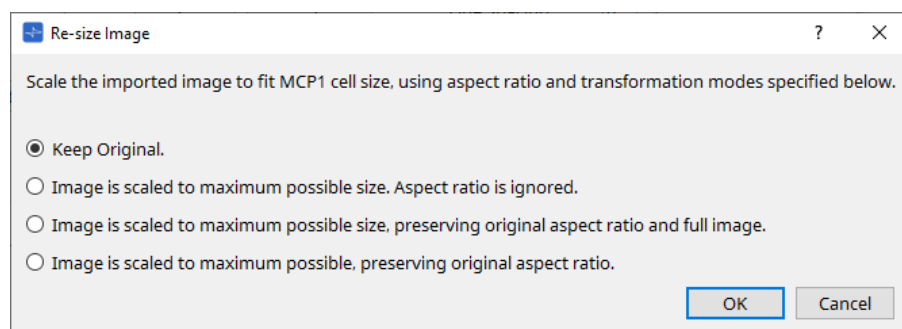 Re-size Image
?
Scale the imported image to fit MCP1 cell size, using aspect ratio and transformation modes specified below.
Keep Original.
Image is scaled to maximum possible size. Aspect ratio is ignored.
Image is scaled to maximum possible size, preserving original aspect ratio and full image.
Image is scaled to maximum possible, preserving original aspect ratio.
OK
Cancel